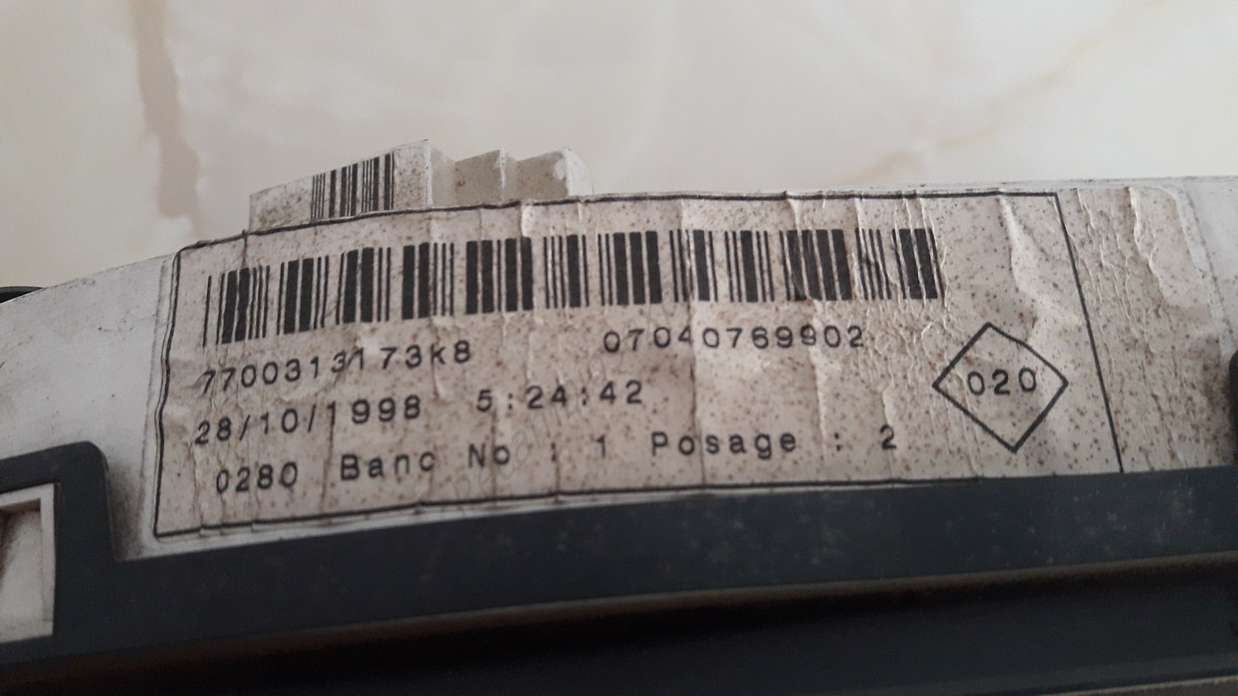 7700313173k8 07040769902
28/10/1998 5:24:42
020
0280 Banc No : 1 Posage : 2